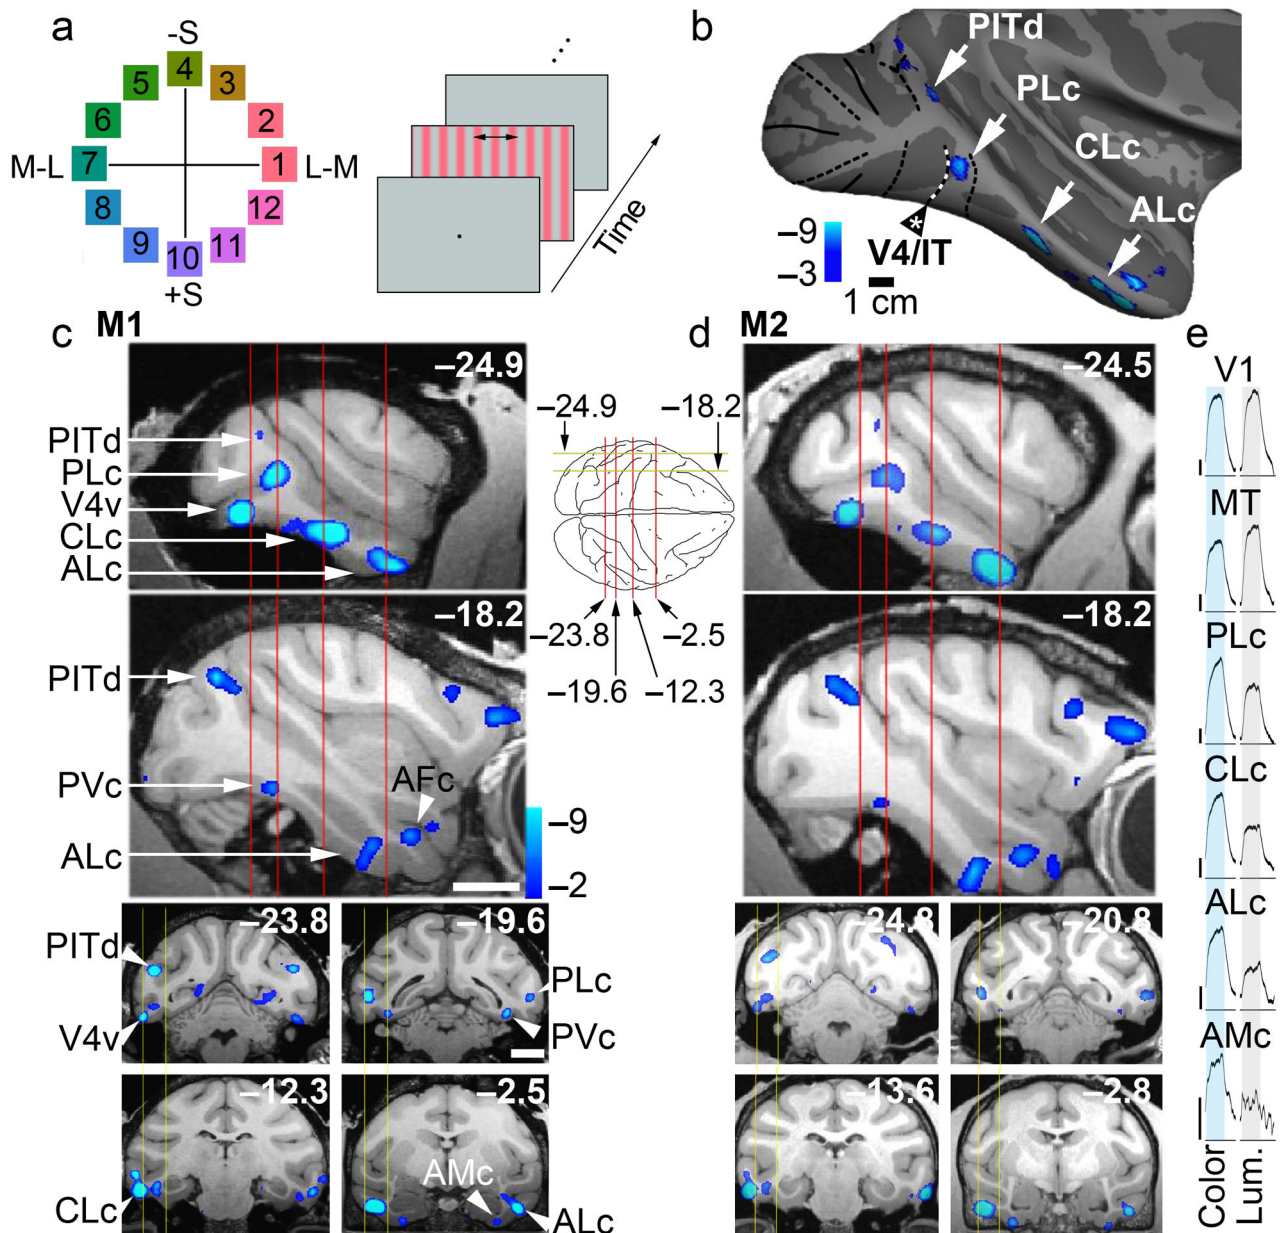 a
−S
4
5 3
6 2
M-L 7 1 L-M
8 12
9 11
10
+S
Time
b
PITd
PLc
CLc
ALc
*
V4/IT
−9
−3
1 cm
c M1
−24.9
PITd
PLc
V4v
CLc
ALc
−18.2
PITd
PVc
AFc
ALc
−9
−2
−23.8
PITd
V4v
−19.6
PLc
PVc
−12.3
CLc
−2.5
AMc
ALc
−24.9 −18.2
−23.8 −2.5
−19.6 −12.3
d M2
−24.5
−18.2
−24.8
−20.8
−13.6
−2.8
e
V1
MT
PLc
CLc
ALc
AMc
Color
Lum.